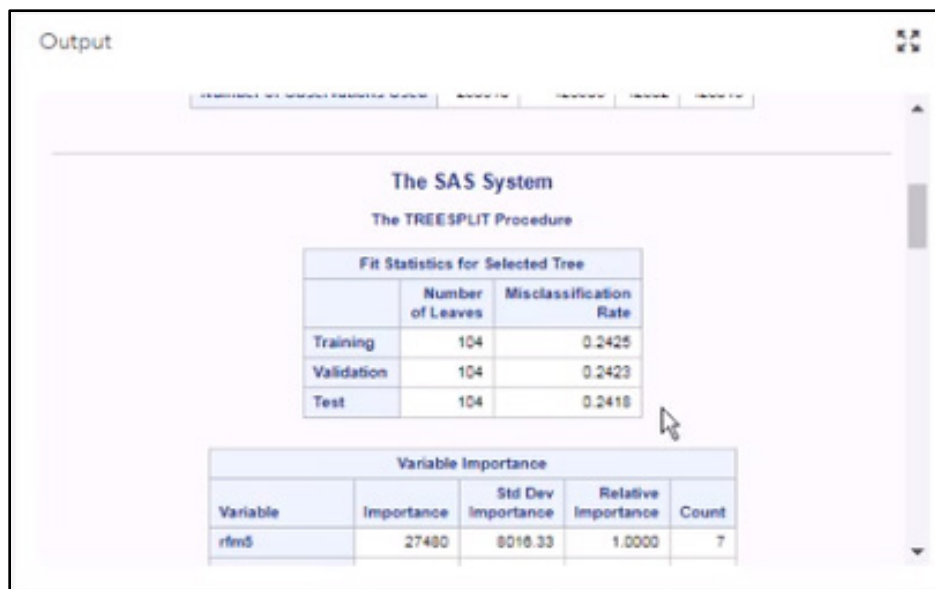 Output
The SAS System
The TREESPLIT Procedure
Fit Statistics for Selected Tree
Number of Leaves Misclassification Rate
Training 104 0.2425
Validation 104 0.2423
Test 104 0.2418
Variable Importance
Variable Importance Std Dev Importance Relative Importance Count
rfm5 27480 8016.33 1.0000 7